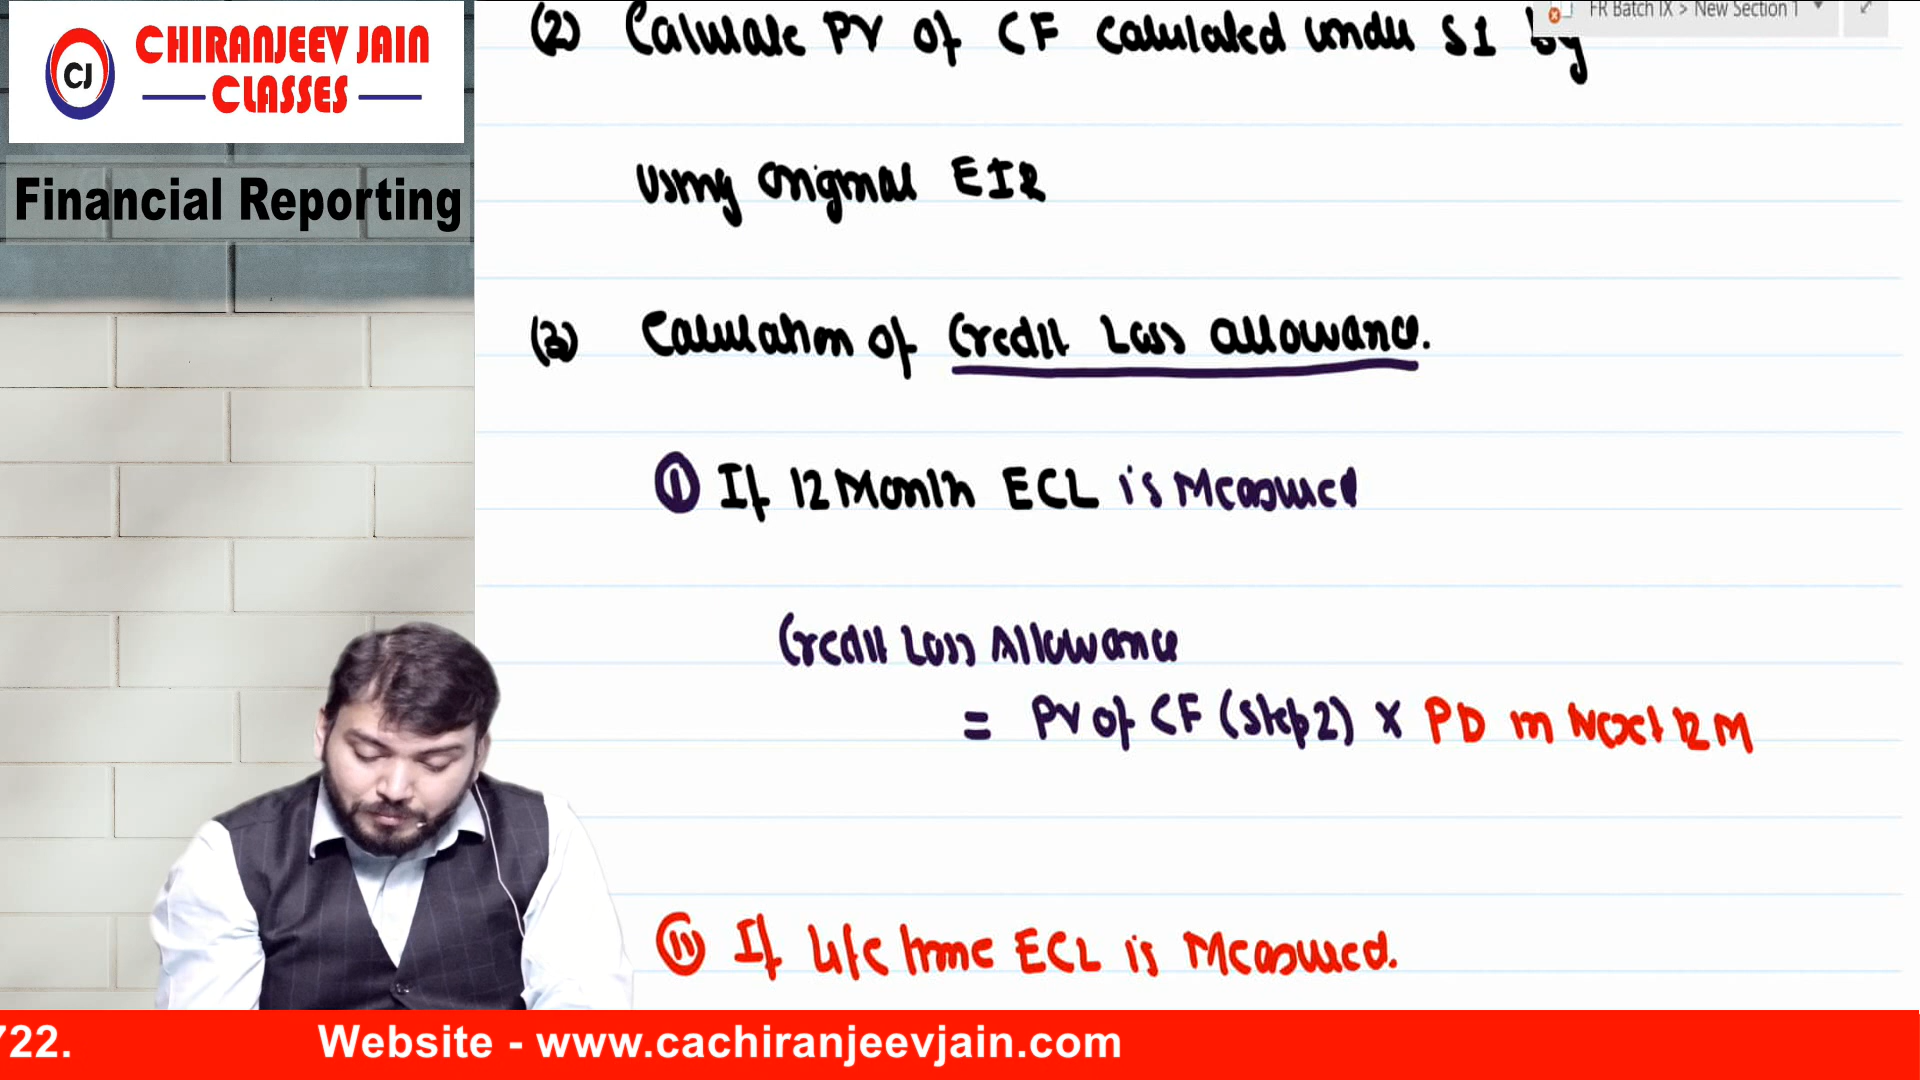 CHIRANJEEV JAIN
CLASSES
CJ
Financial Reporting
FR Batch IX > New Section 1
(2) Calculate PV of CF calculated under S1 by
using original EIR
(3) Calculation of Credit Loss allowance.
(i) If 12 Month ECL is Measured
Credit Loss Allowance
= PV of CF (Step 2) × PD in Next 12 M
(ii) If life time ECL is Measured.
722. Website - www.cachiranjeevjain.com